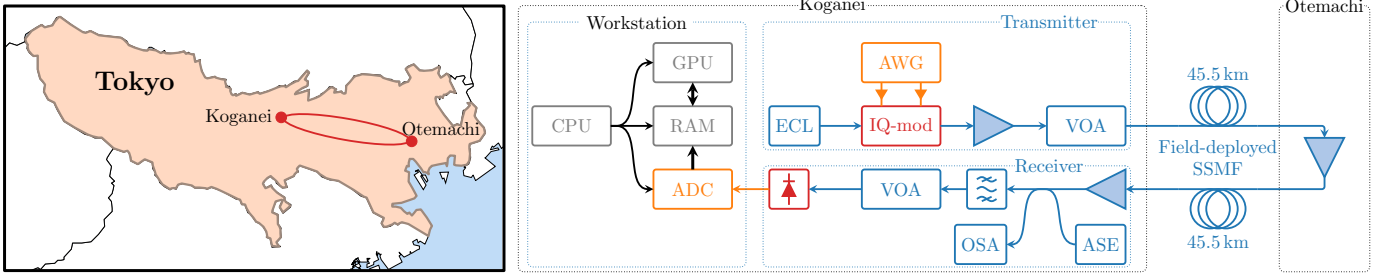 Tokyo
Koganei
Otemachi
Koganei
Otemachi
Workstation
Transmitter
GPU
AWG
45.5 km
CPU
RAM
ECL
IQ-mod
VOA
Field-deployed
SSMF
Receiver
ADC
VOA
OSA
ASE
45.5 km